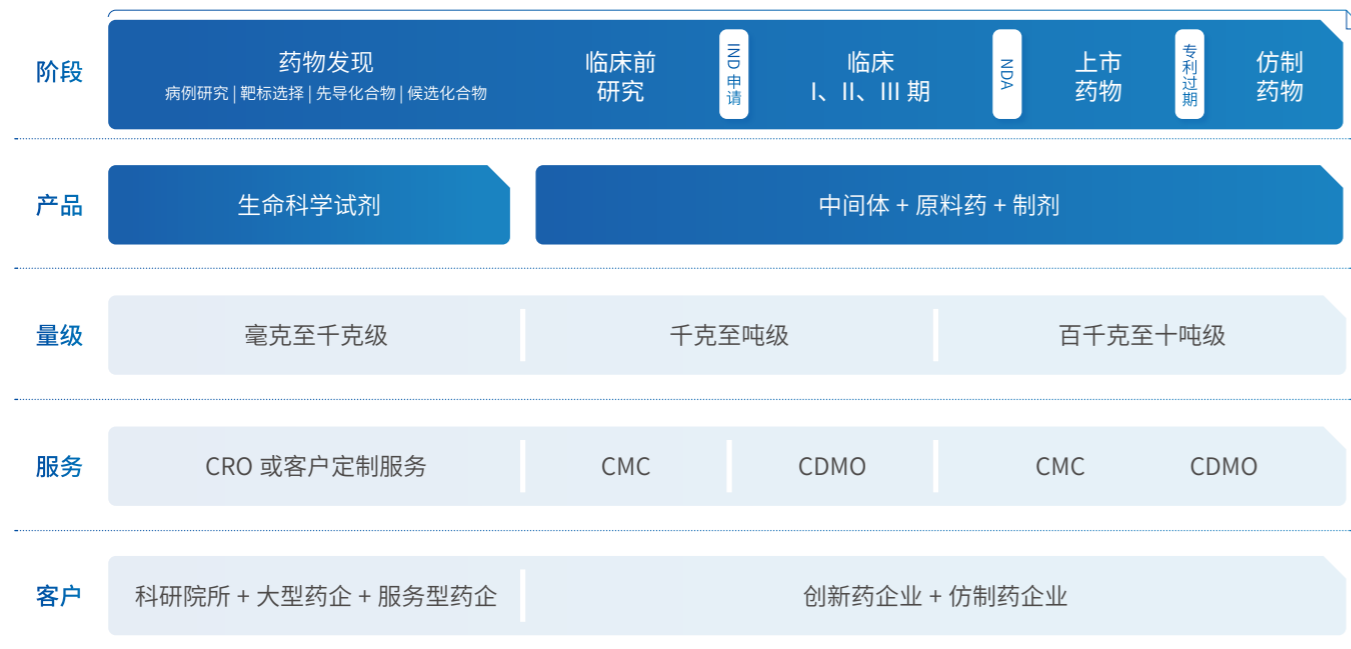 阶段
药物发现
病例研究 | 靶标选择 | 先导化合物 | 候选化合物
临床前
研究
IND 申请
临床
I、II、III 期
NDA
上市
药物
专利过期
仿制
药物
产品
生命科学试剂
中间体 + 原料药 + 制剂
量级
毫克至千克级
千克至吨级
百千克至十吨级
服务
CRO 或客户定制服务
CMC
CDMO
CMC
CDMO
客户
科研院所 + 大型药企 + 服务型药企
创新药企业 + 仿制药企业